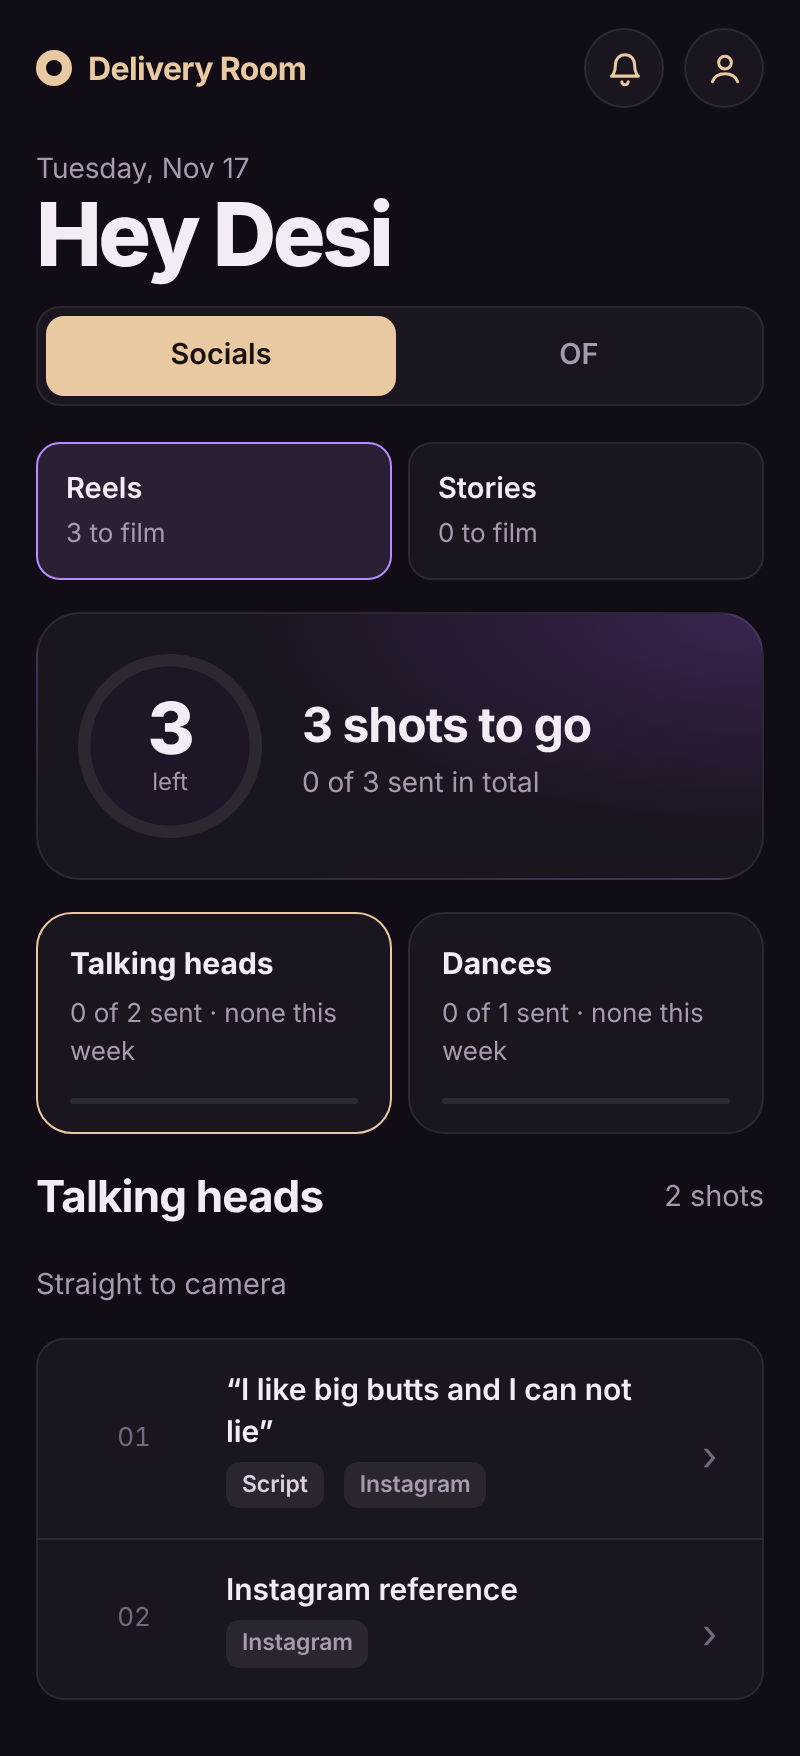 Delivery Room
Tuesday, Nov 17
Hey Desi
Socials
OF
Reels
3 to film
Stories
0 to film
3
left
3 shots to go
0 of 3 sent in total
Talking heads
0 of 2 sent · none this
week
Dances
0 of 1 sent · none this
week
Talking heads
2 shots
Straight to camera
01
“I like big butts and I can not
lie”
Script
Instagram
02
Instagram reference
Instagram